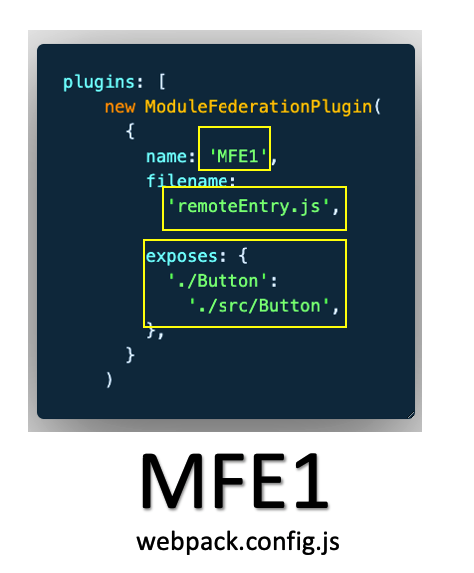 plugins: [
new ModuleFederationPlugin(
{
name: 'MFE1',
filename:
'remoteEntry.js',
exposes: {
'./Button':
'./src/Button',
},
}
)
MFE1
webpack.config.js